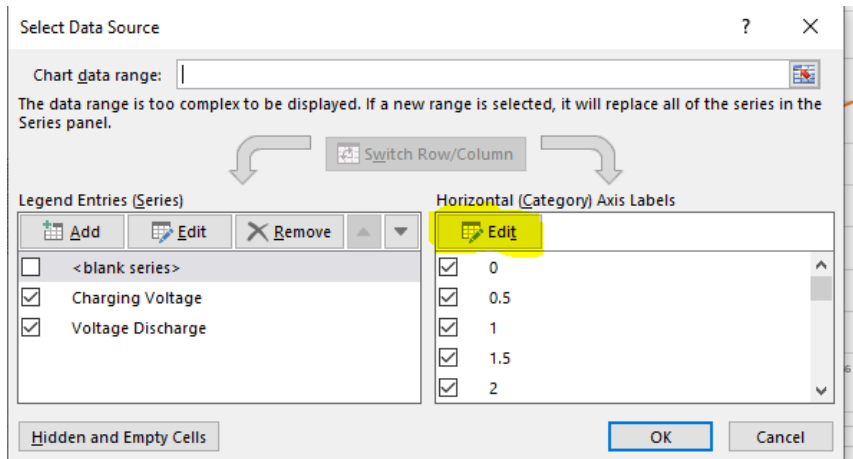 Select Data Source ? ×
Chart data range:
The data range is too complex to be displayed. If a new range is selected, it will replace all of the series in the
Series panel.
Switch Row/Column
Legend Entries (Series)
Add Edit Remove
<blank series>
Charging Voltage
Voltage Discharge
Horizontal (Category) Axis Labels
Edit
0
0.5
1
1.5
2
Hidden and Empty Cells
OK Cancel